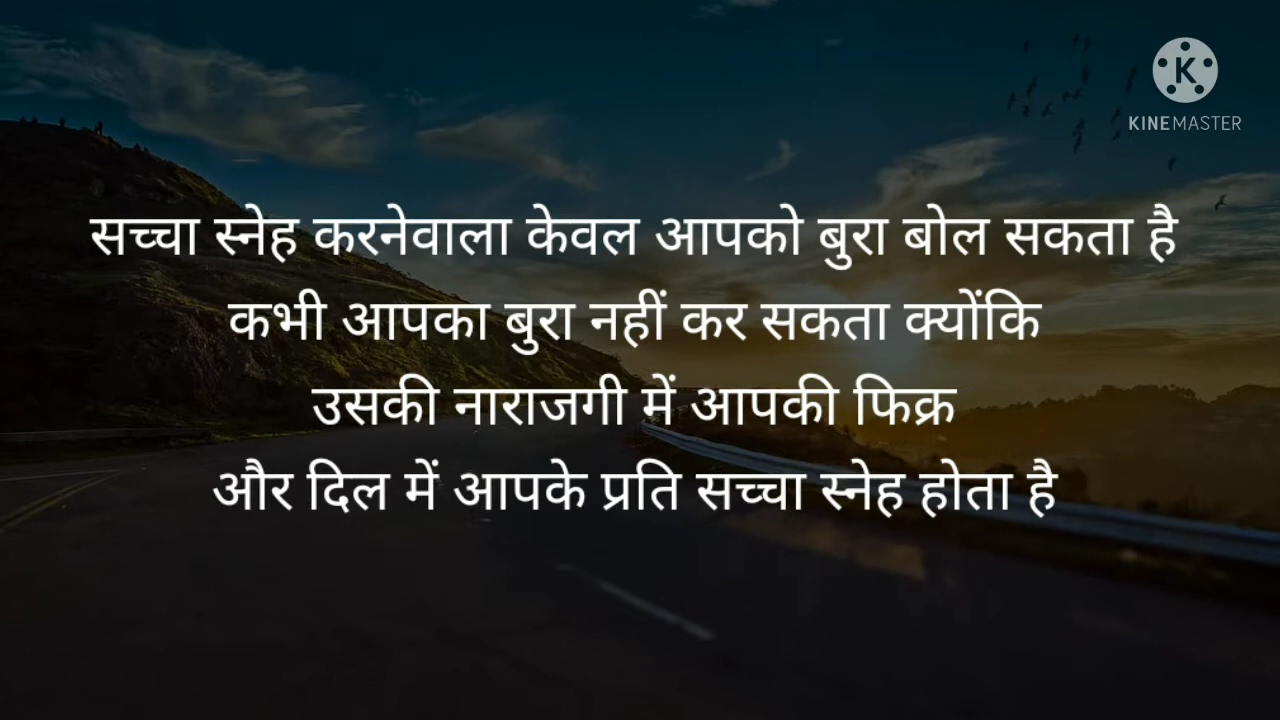 KINEMASTER
सच्चा स्नेह करनेवाला केवल आपको बुरा बोल सकता है
कभी आपका बुरा नहीं कर सकता क्योंकि
उसकी नाराजगी में आपकी फिक्र
और दिल में आपके प्रति सच्चा स्नेह होता है